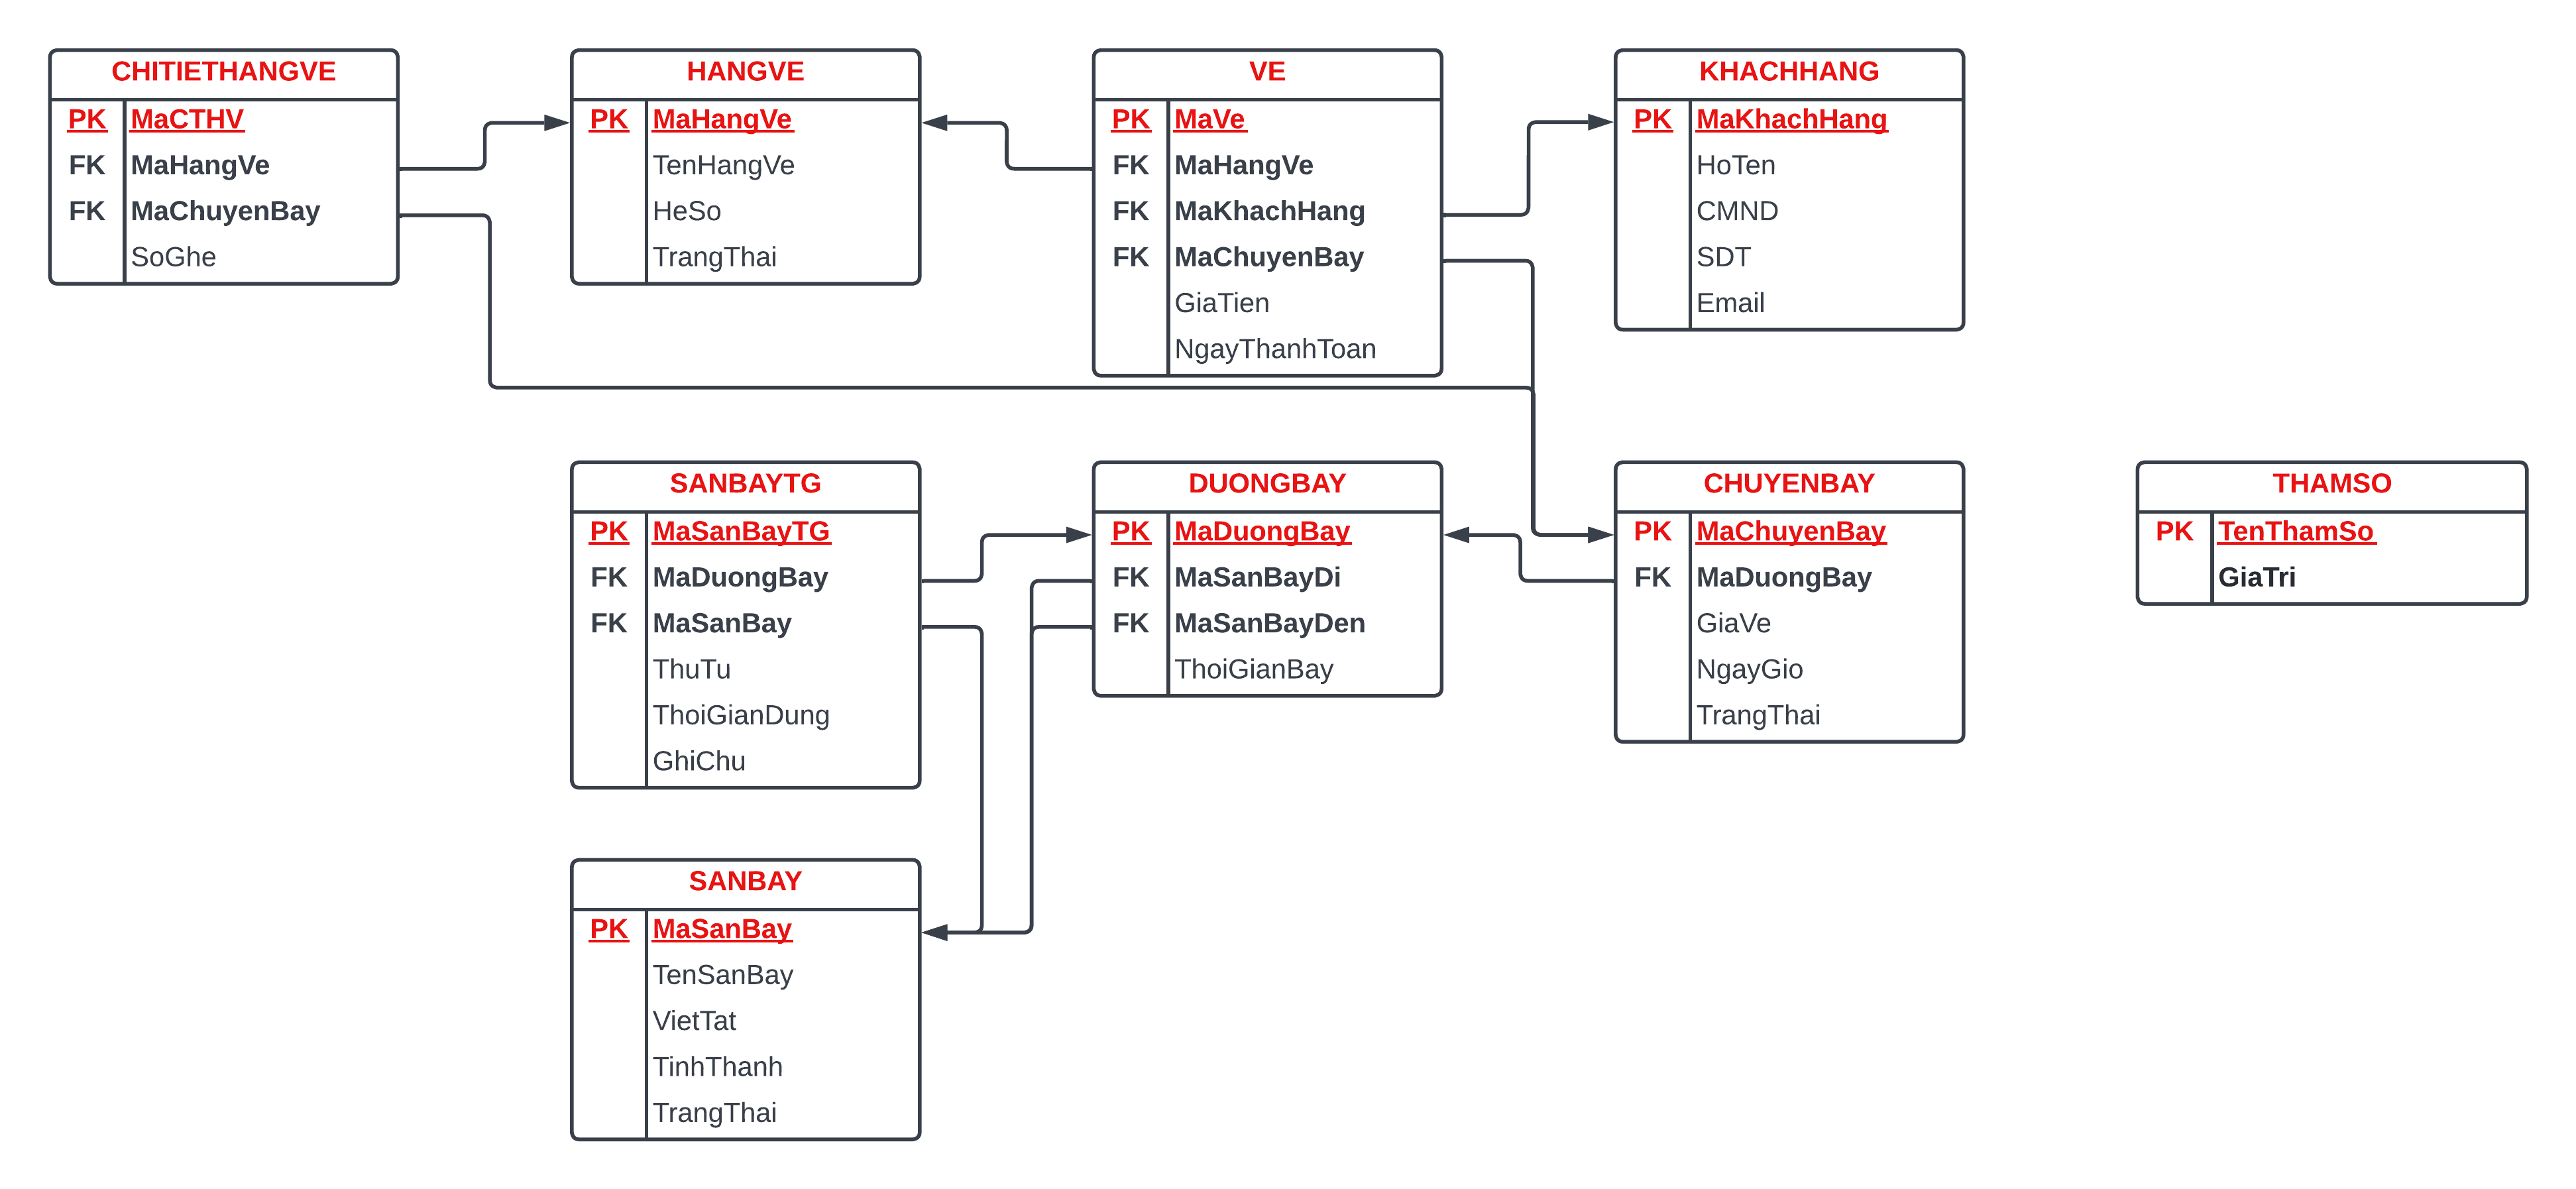 CHITIETHANGVE
PK MaCTHV
FK MaHangVe
FK MaChuyenBay
SoGhe
HANGVE
PK MaHangVe
TenHangVe
HeSo
TrangThai
VE
PK MaVe
FK MaHangVe
FK MaKhachHang
FK MaChuyenBay
GiaTien
NgayThanhToan
KHACHHANG
PK MaKhachHang
HoTen
CMND
SDT
Email
SANBAYTG
PK MaSanBayTG
FK MaDuongBay
FK MaSanBay
ThuTu
ThoiGianDung
GhiChu
DUONGBAY
PK MaDuongBay
FK MaSanBayDi
FK MaSanBayDen
ThoiGianBay
CHUYENBAY
PK MaChuyenBay
FK MaDuongBay
GiaVe
NgayGio
TrangThai
THAMSO
PK TenThamSo
GiaTri
SANBAY
PK MaSanBay
TenSanBay
VietTat
TinhThanh
TrangThai